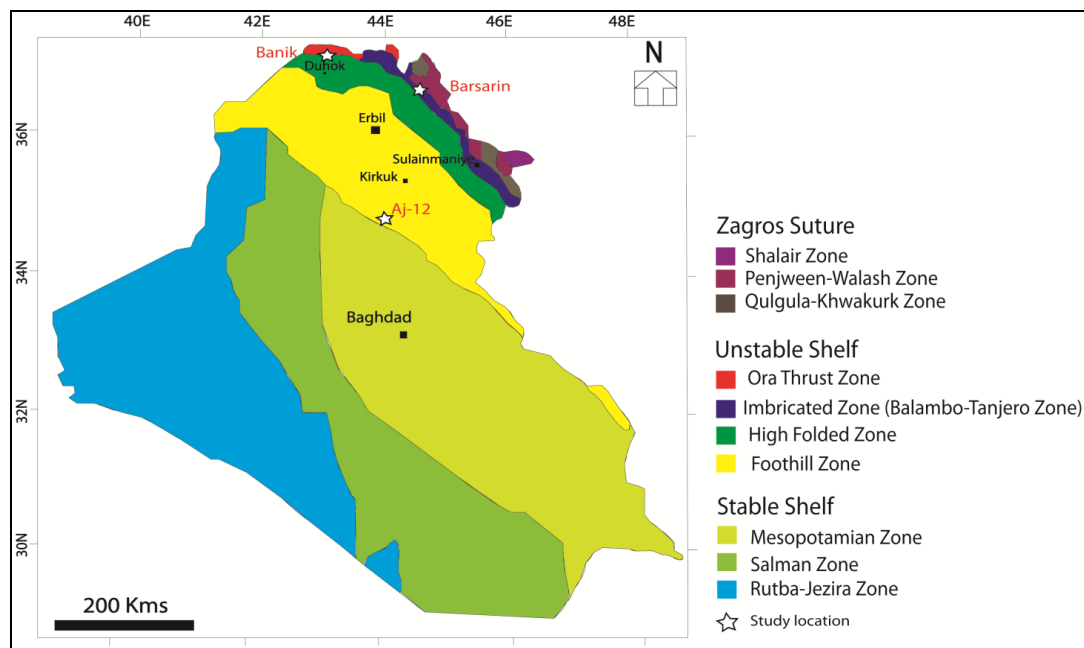 40E 42E 44E 46E 48E
Banik
Duhok
N
Barsarin
36N
Erbil
Sulainmaniye
Kirkuk
Aj-12
34N
Baghdad
32N
30N
200 Kms
Zagros Suture
Shalair Zone
Penjween-Walash Zone
Qulgula-Khwakurk Zone
Unstable Shelf
Ora Thrust Zone
Imbricated Zone (Balambo-Tanjero Zone)
High Folded Zone
Foothill Zone
Stable Shelf
Mesopotamian Zone
Salman Zone
Rutba-Jezira Zone
Study location